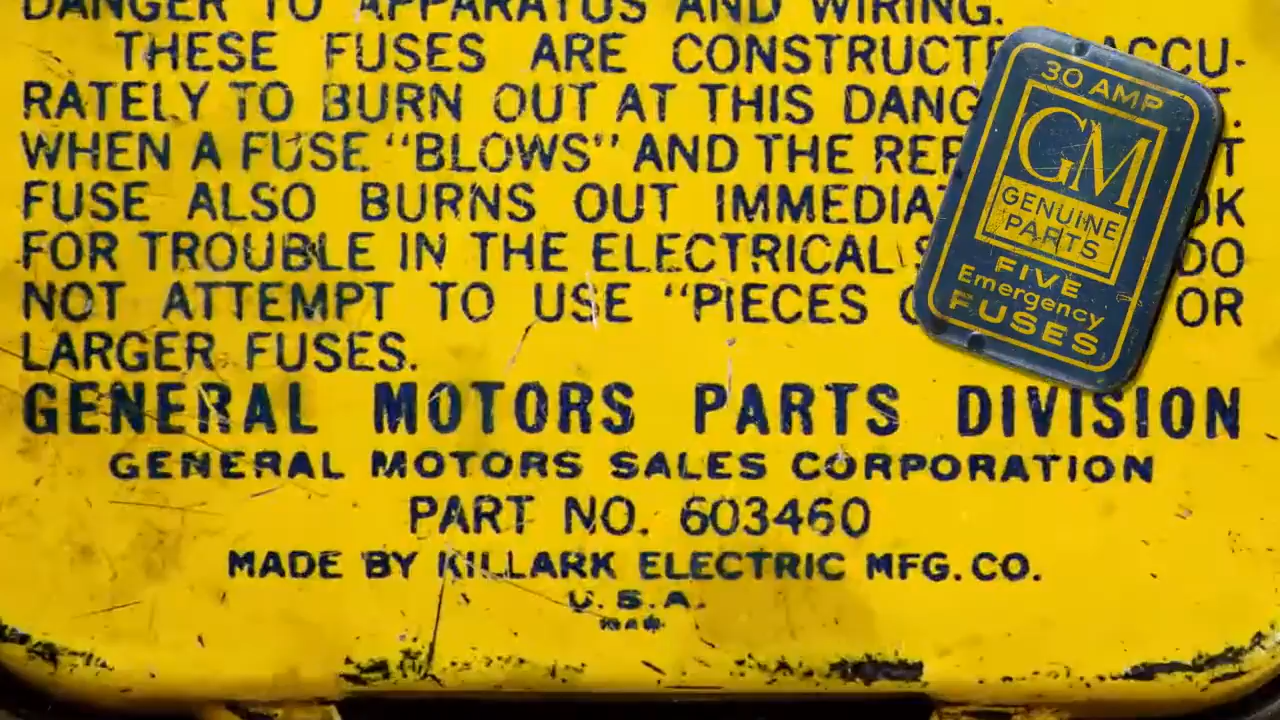 DANGER TO APPARATUS AND WIRING.
THESE FUSES ARE CONSTRUCTE ACCU-
RATELY TO BURN OUT AT THIS DANG T.
WHEN A FUSE "BLOWS" AND THE REP T
FUSE ALSO BURNS OUT IMMEDIAT OK
FOR TROUBLE IN THE ELECTRICAL S DO
NOT ATTEMPT TO USE "PIECES O OR
LARGER FUSES.
GENERAL MOTORS PARTS DIVISION
GENERAL MOTORS SALES CORPORATION
PART NO. 603460
MADE BY KILLARK ELECTRIC MFG. CO.
U.S.A.
30 AMP
GM
GENUINE
PARTS
FIVE
Emergency
FUSES